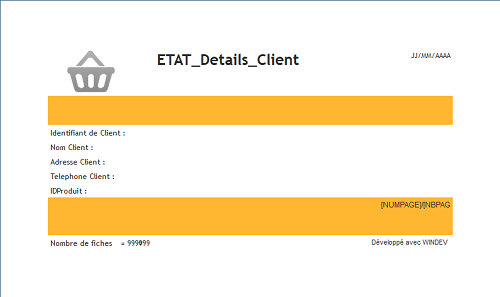 ETAT_Details_Client
JJ/MM/AAAA
Identifiant de Client :
Nom Client :
Adresse Client :
Telephone Client :
IDProduit :
[NUMPAGE]/[NBPAG
Nombre de fiches = 999099
Développé avec WINDEV